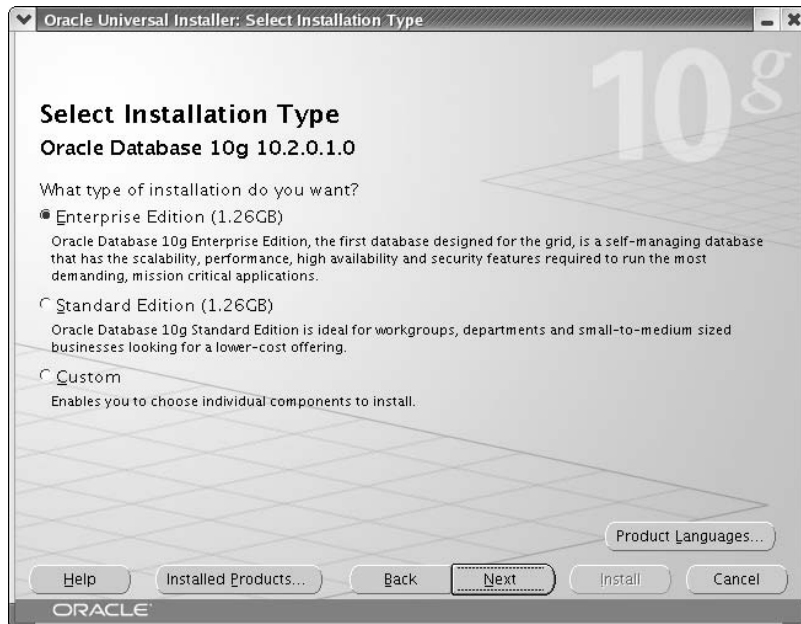 Oracle Universal Installer: Select Installation Type
10g
Select Installation Type
Oracle Database 10g 10.2.0.1.0
What type of installation do you want?
Enterprise Edition (1.26GB)
Oracle Database 10g Enterprise Edition, the first database designed for the grid, is a self-managing database
that has the scalability, performance, high availability and security features required to run the most
demanding, mission critical applications.
Standard Edition (1.26GB)
Oracle Database 10g Standard Edition is ideal for workgroups, departments and small-to-medium sized
businesses looking for a lower-cost offering.
Custom
Enables you to choose individual components to install.
Product Languages...
Help Installed Products... Back Next Install Cancel
ORACLE